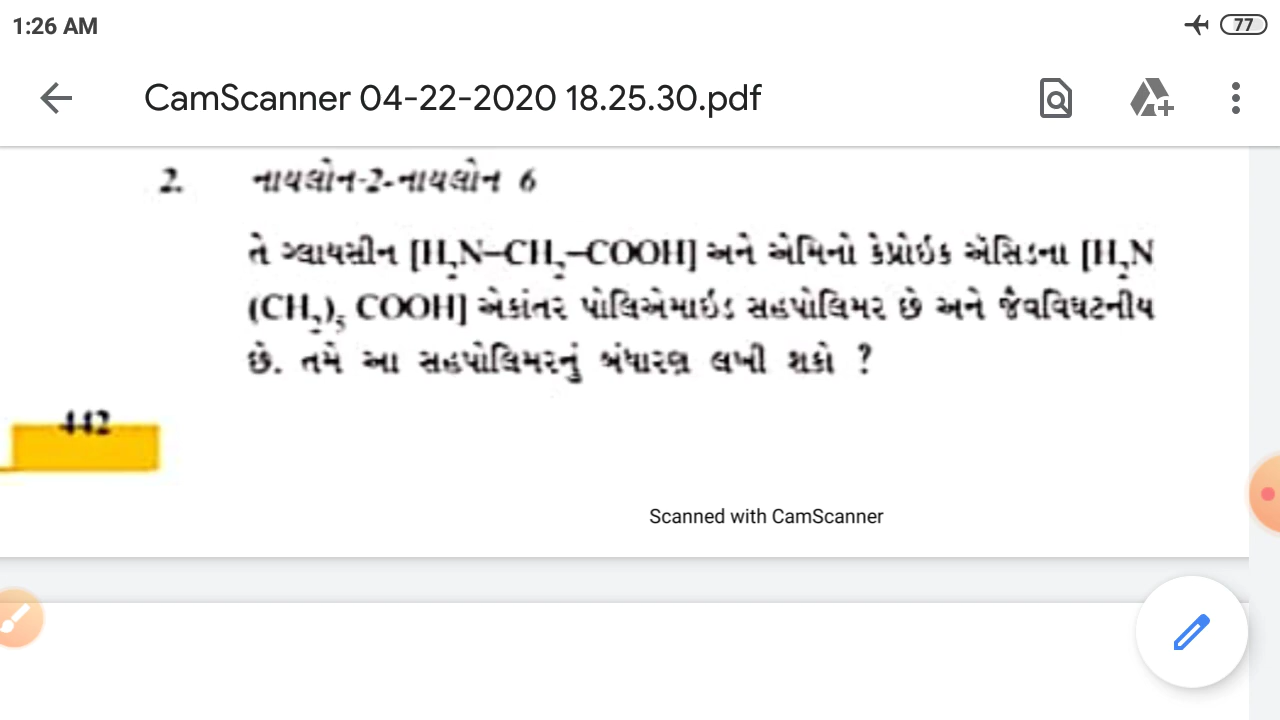 1:26 AM
77
CamScanner 04-22-2020 18.25.30.pdf
2. નાયલોન-2-નાયલોન 6
તે ગ્લાયસીન [H₂N–CH₂–COOH] અને એમિનો કેપ્રોઇક ઍસિડના [H₂N
(CH₂)₅ COOH] એકાંતર પોલિએમાઇડ સહપોલિમર છે અને જૈવવિઘટનીય
છે. તમે આ સહપોલિમરનું બંધારણ લખી શકો ?
442
Scanned with CamScanner